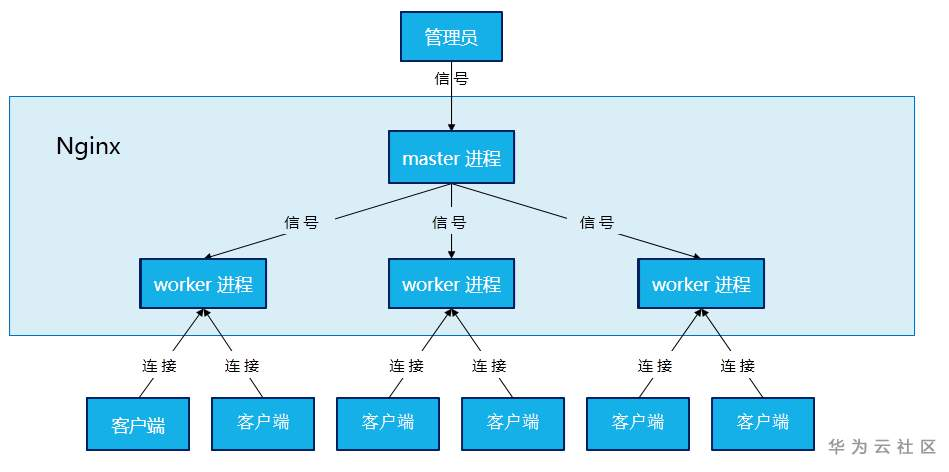 管理员
信号
Nginx
master 进程
信号
信号
信号
worker 进程
worker 进程
worker 进程
连接
连接
连接
连接
连接
连接
客户端
客户端
客户端
客户端
客户端
客户端
华为云社区